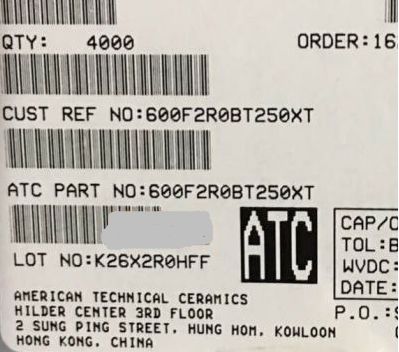 QTY: 4000
ORDER:16
CUST REF NO:600F2R0BT250XT
ATC PART NO:600F2R0BT250XT
LOT NO:K26X2R0HFF
ATC
CAP/
TOL:B
WVDC:
DATE:
P.O.:
AMERICAN TECHNICAL CERAMICS
HILDER CENTER 3RD FLOOR
2 SUNG PING STREET, HUNG HOM, KOWLOON
HONG KONG, CHINA